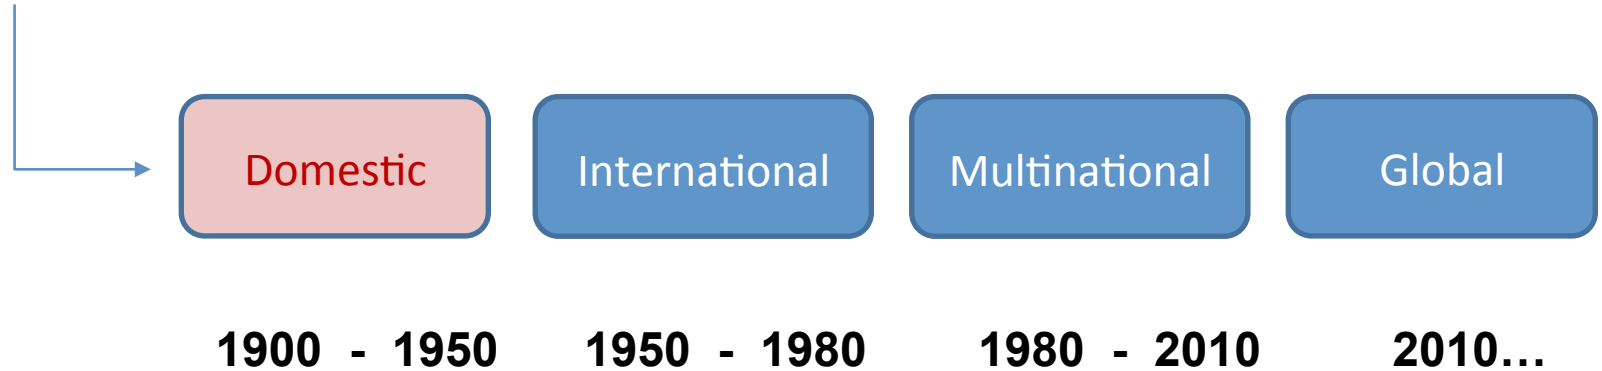 Domestic International Multinational Global
1900 - 1950 1950 - 1980 1980 - 2010 2010...